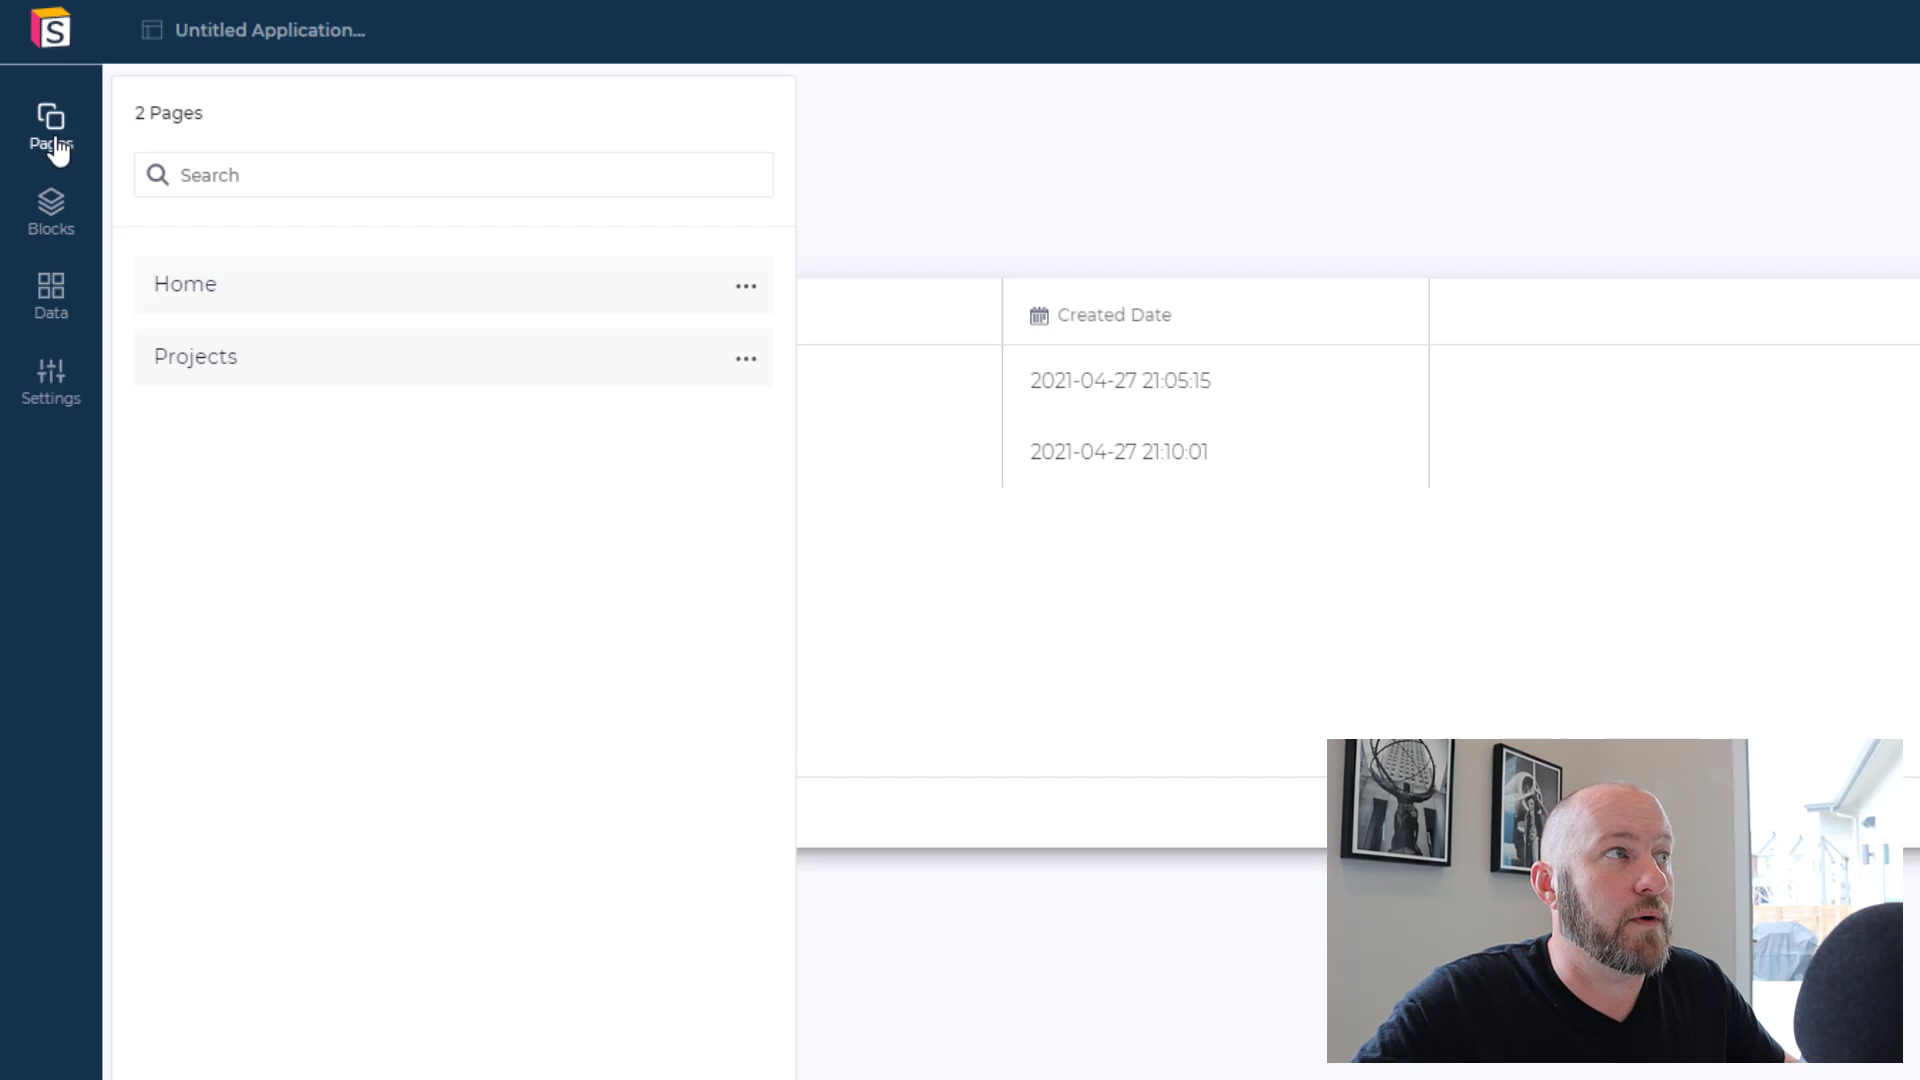 S
Untitled Application...
Pages
Blocks
Data
Settings
2 Pages
Search
Home
Projects
Created Date
2021-04-27 21:05:15
2021-04-27 21:10:01